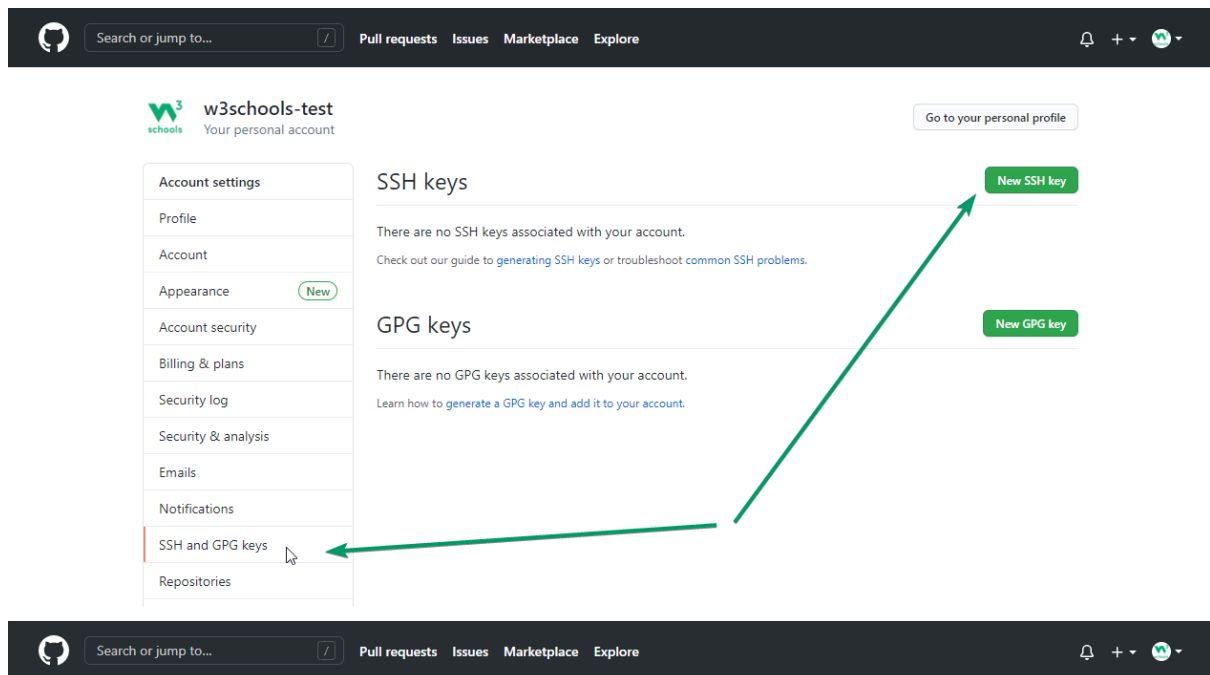 Search or jump to... / Pull requests Issues Marketplace Explore
w3schools-test
3
schools
Your personal account
Go to your personal profile
Account settings
Profile
Account
Appearance New
Account security
Billing & plans
Security log
Security & analysis
Emails
Notifications
SSH and GPG keys
Repositories
SSH keys
New SSH key
There are no SSH keys associated with your account.
Check out our guide to generating SSH keys or troubleshoot common SSH problems.
GPG keys
New GPG key
There are no GPG keys associated with your account.
Learn how to generate a GPG key and add it to your account.
Search or jump to... / Pull requests Issues Marketplace Explore